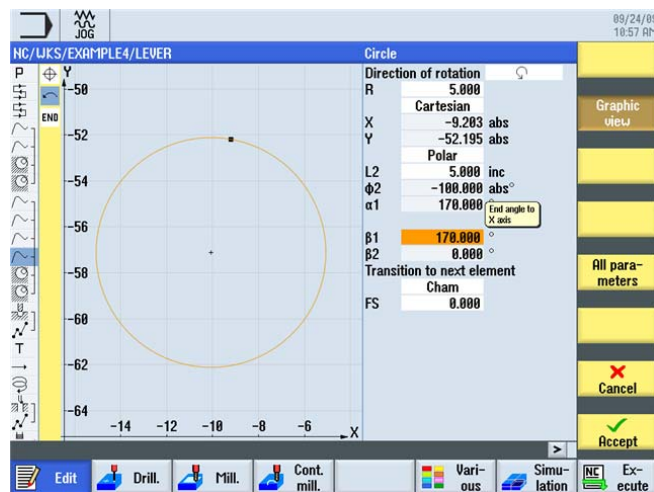 JOG
09/24/09
10:57 AM
NC/WKS/EXAMPLE4/LEVER
Circle
P
Y
END
-50
-52
-54
-56
-58
-60
-62
-64
-14 -12 -10 -8 -6 X
T
Direction of rotation
R 5.000
Cartesian
X -9.203 abs
Y -52.195 abs
Polar
L2 5.000 inc
φ2 -100.000 abs°
α1 170.000 °
End angle to
X axis
β1 170.000 °
β2 0.000 °
Transition to next element
Cham
FS 0.000
Graphic
view
All para-
meters
Cancel
Accept
>
Edit
Drill.
Mill.
Cont.
mill.
Vari-
ous
Simu-
lation
NC
Ex-
ecute